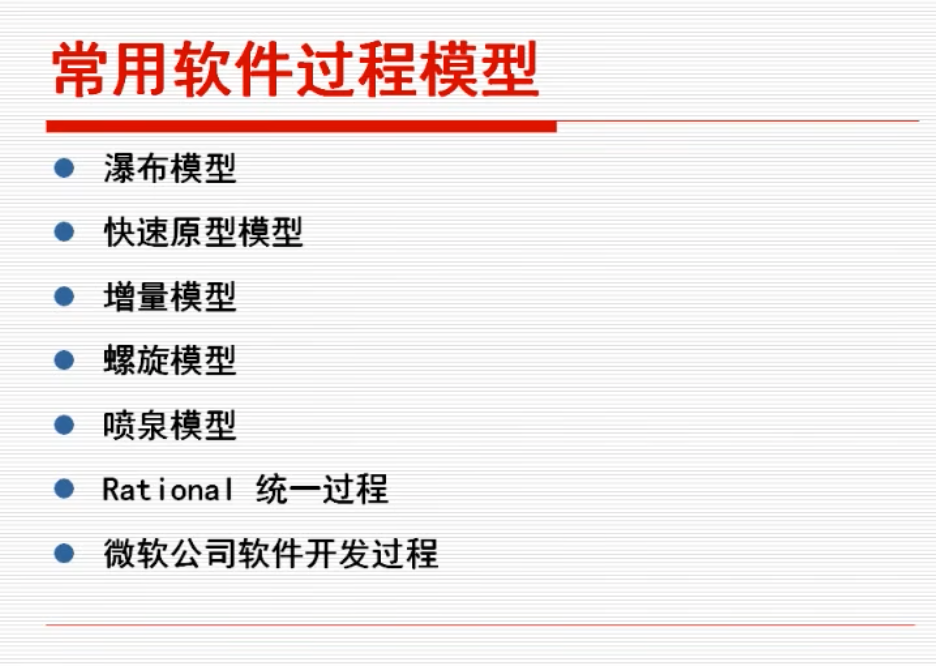 常用软件过程模型
瀑布模型
快速原型模型
增量模型
螺旋模型
喷泉模型
Rational 统一过程
微软公司软件开发过程